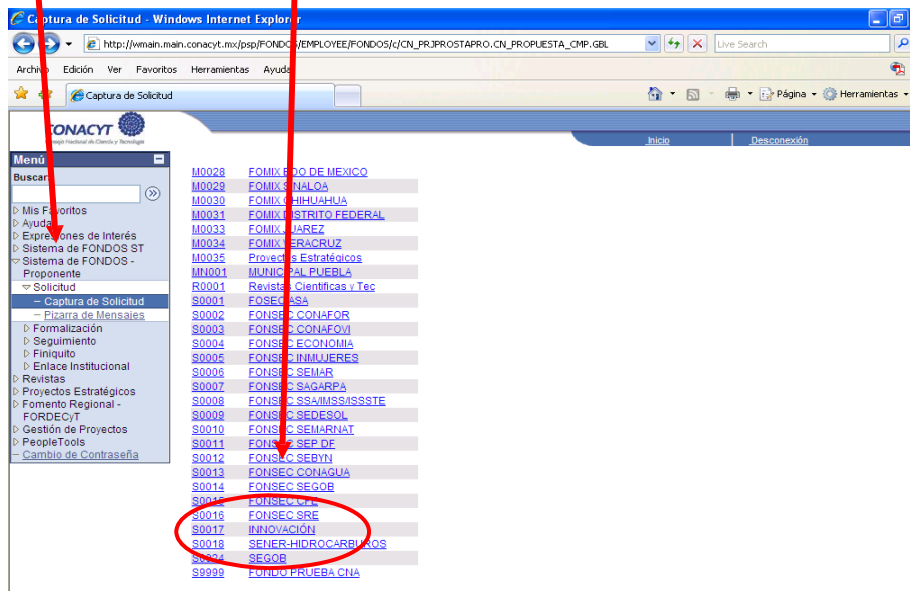 Captura de Solicitud - Windows Internet Explorer
http://wmain.main.conacyt.mx/psp/FONDOS/EMPLOYEE/FONDOS/c/CN_PRJPROSTAPRO.CN_PROPUESTA_CMP.GBL
Live Search
Archivo Edición Ver Favoritos Herramientas Ayuda
Captura de Solicitud
Página Herramientas
CONACYT
Consejo Nacional de Ciencia y Tecnología
Inicio Desconexión
Menú
Buscar:
Mis Favoritos
Ayuda
Expresiones de Interés
Sistema de FONDOS ST
Sistema de FONDOS -
Proponente
Solicitud
Captura de Solicitud
Pizarra de Mensajes
Formalización
Seguimiento
Finiquito
Enlace Institucional
Revistas
Proyectos Estratégicos
Fomento Regional -
FORDECyT
Gestión de Proyectos
PeopleTools
Cambio de Contraseña
M0028 FOMIX EDO DE MEXICO
M0029 FOMIX SINALOA
M0030 FOMIX CHIHUAHUA
M0031 FOMIX DISTRITO FEDERAL
M0033 FOMIX JUAREZ
M0034 FOMIX VERACRUZ
M0035 Proyectos Estratégicos
MN001 MUNICIPAL PUEBLA
R0001 Revistas Cientificas y Tec
S0001 FOSEC ASA
S0002 FONSEC CONAFOR
S0003 FONSEC CONAFOVI
S0004 FONSEC ECONOMIA
S0005 FONSEC INMUJERES
S0006 FONSEC SEMAR
S0007 FONSEC SAGARPA
S0008 FONSEC SSA/IMSS/ISSSTE
S0009 FONSEC SEDESOL
S0010 FONSEC SEMARNAT
S0011 FONSEC SEP DF
S0012 FONSEC SEBYN
S0013 FONSEC CONAGUA
S0014 FONSEC SEGOB
S0015 FONSEC CFE
S0016 FONSEC SRE
S0017 INNOVACIÓN
S0018 SENER-HIDROCARBUROS
S0024 SEGOB
S9999 FONDO PRUEBA CNA